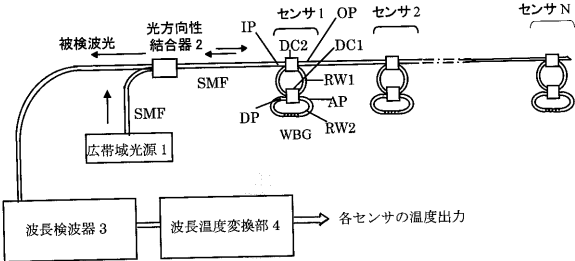 センサ1
センサ2
センサN
光方向性
結合器2
被検波光
IP
OP
DC2
DC1
SMF
RW1
SMF
DP
AP
WBG
RW2
広帯域光源1
波長検波器3
波長温度変換部4
各センサの温度出力